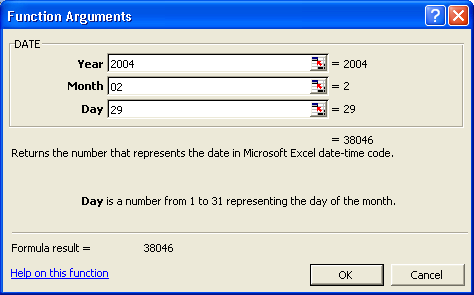 Function Arguments
DATE
Year 2004 = 2004
Month 02 = 2
Day 29 = 29
= 38046
Returns the number that represents the date in Microsoft Excel date-time code.
Day is a number from 1 to 31 representing the day of the month.
Formula result = 38046
Help on this function OK Cancel